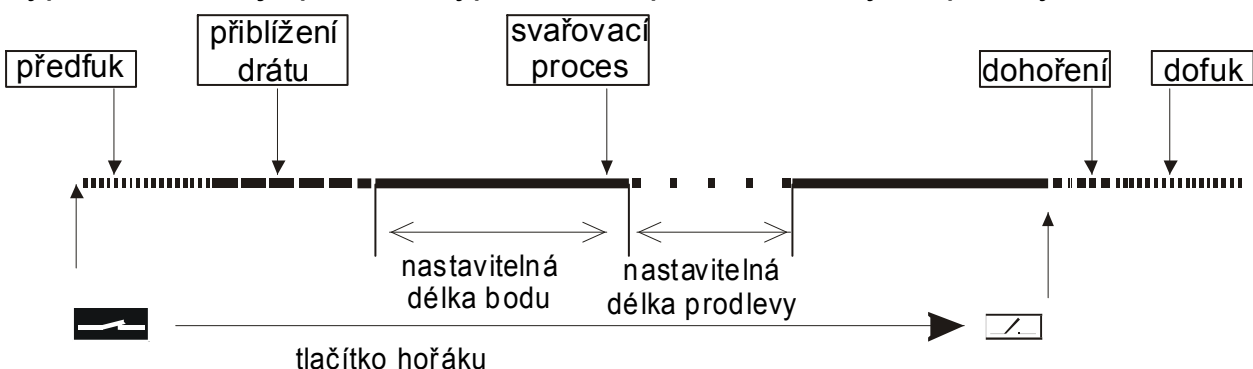 předfuk
přiblížení
drátu
svařovací
proces
dohoření
dofuk
nastavitelná
délka bodu
nastavitelná
délka prodlevy
tlačítko hořáku